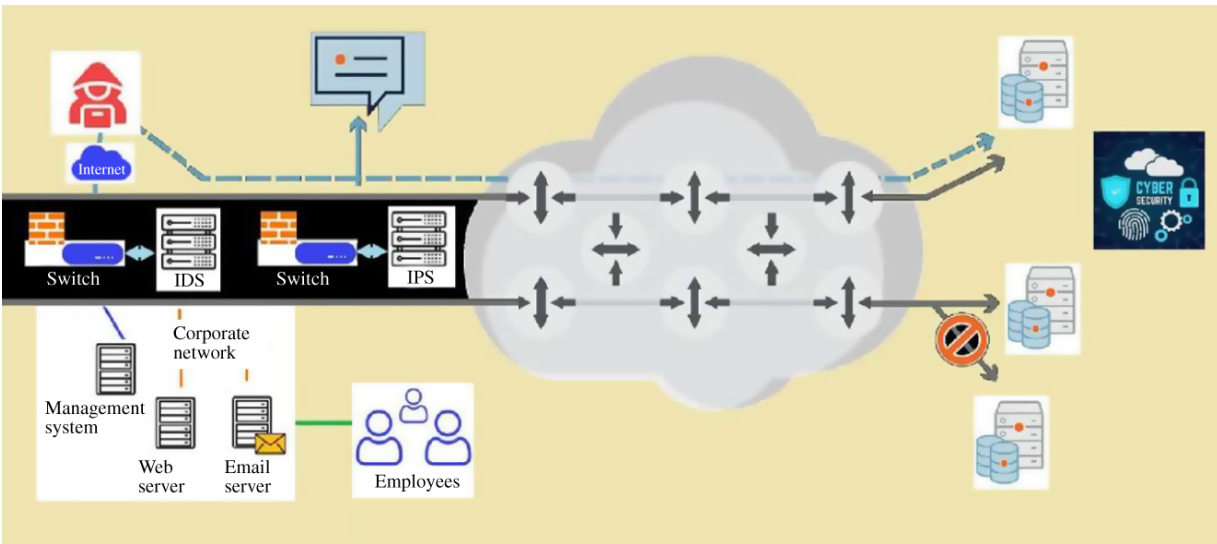 Internet
CYBER
SECURITY
Switch
IDS
Switch
IPS
Corporate
network
Management
system
Web
server
Email
server
Employees